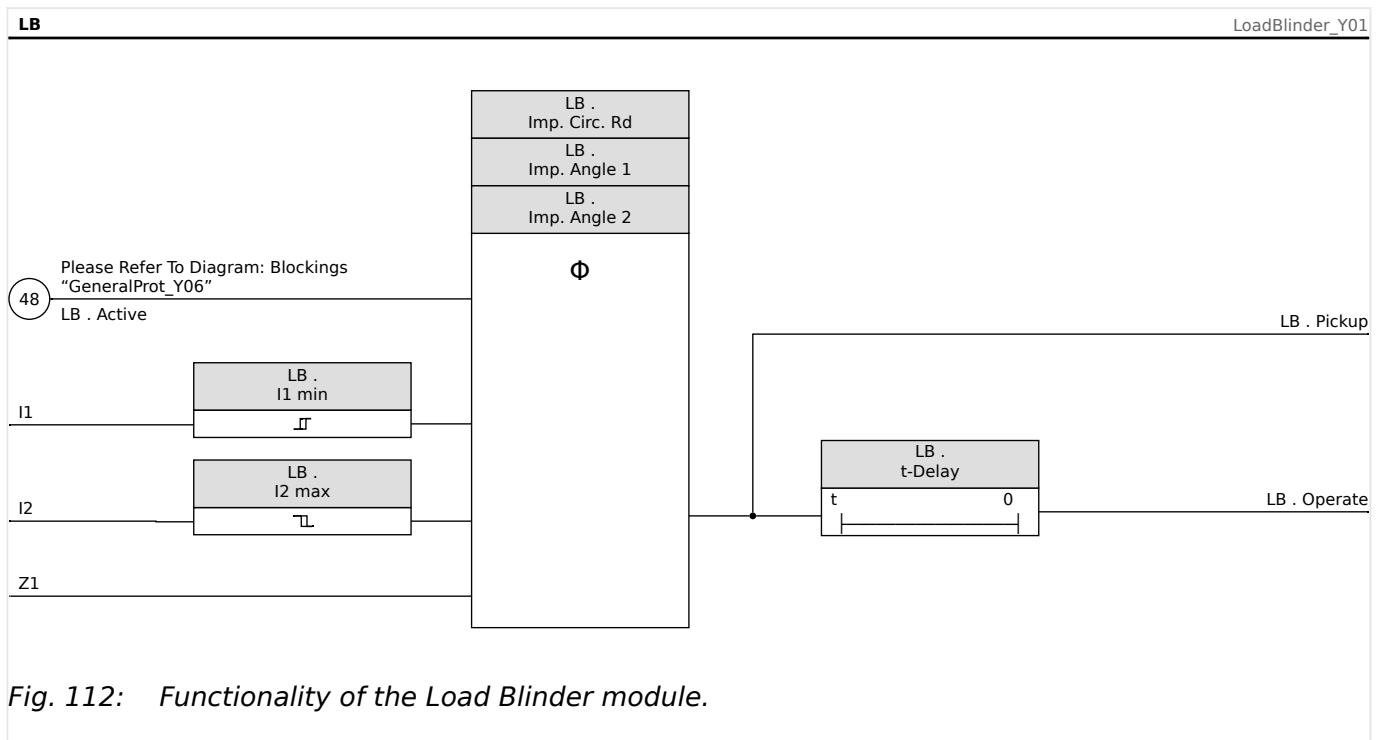 LB
LoadBlinder_Y01
LB .
Imp. Circ. Rd
LB .
Imp. Angle 1
LB .
Imp. Angle 2
Φ
Please Refer To Diagram: Blockings
“GeneralProt_Y06”
48
LB . Active
LB . Pickup
LB .
I1 min
I1
LB .
I2 max
I2
LB .
t-Delay
t 0
LB . Operate
Z1
Fig. 112: Functionality of the Load Blinder module.